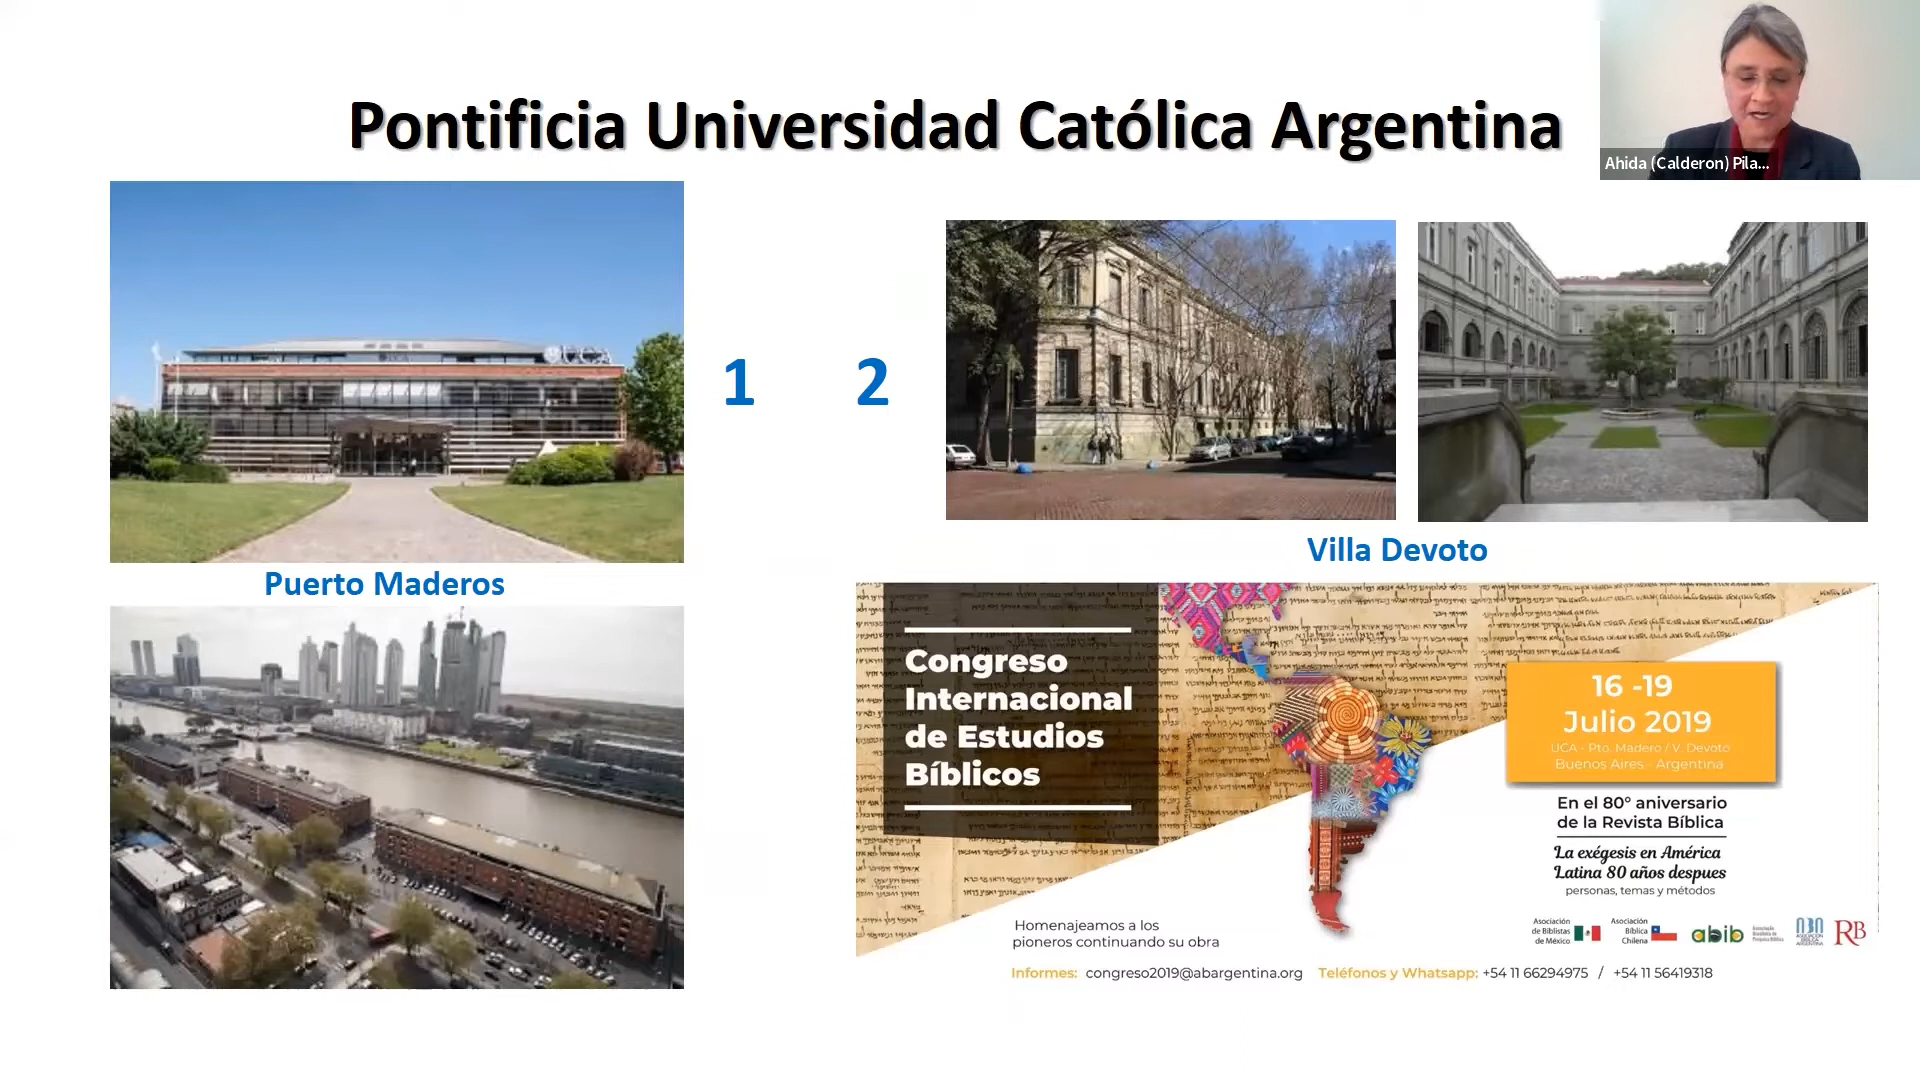 Pontificia Universidad Católica Argentina
Ahida (Calderon) Pila...
UCA
1
2
Puerto Maderos
Villa Devoto
Congreso
Internacional
de Estudios
Bíblicos
16 -19
Julio 2019
UCA - Pto. Madero / V. Devoto
Buenos Aires - Argentina
En el 80° aniversario
de la Revista Bíblica
La exégesis en América
Latina 80 años despues
personas, temas y métodos
Homenajeamos a los
pioneros continuando su obra
Asociación
de Biblistas
de México
Asociación
Bíblica
Chilena
abib
RB
Informes: congreso2019@abargentina.org Teléfonos y Whatsapp: +54 11 66294975 / +54 11 56419318